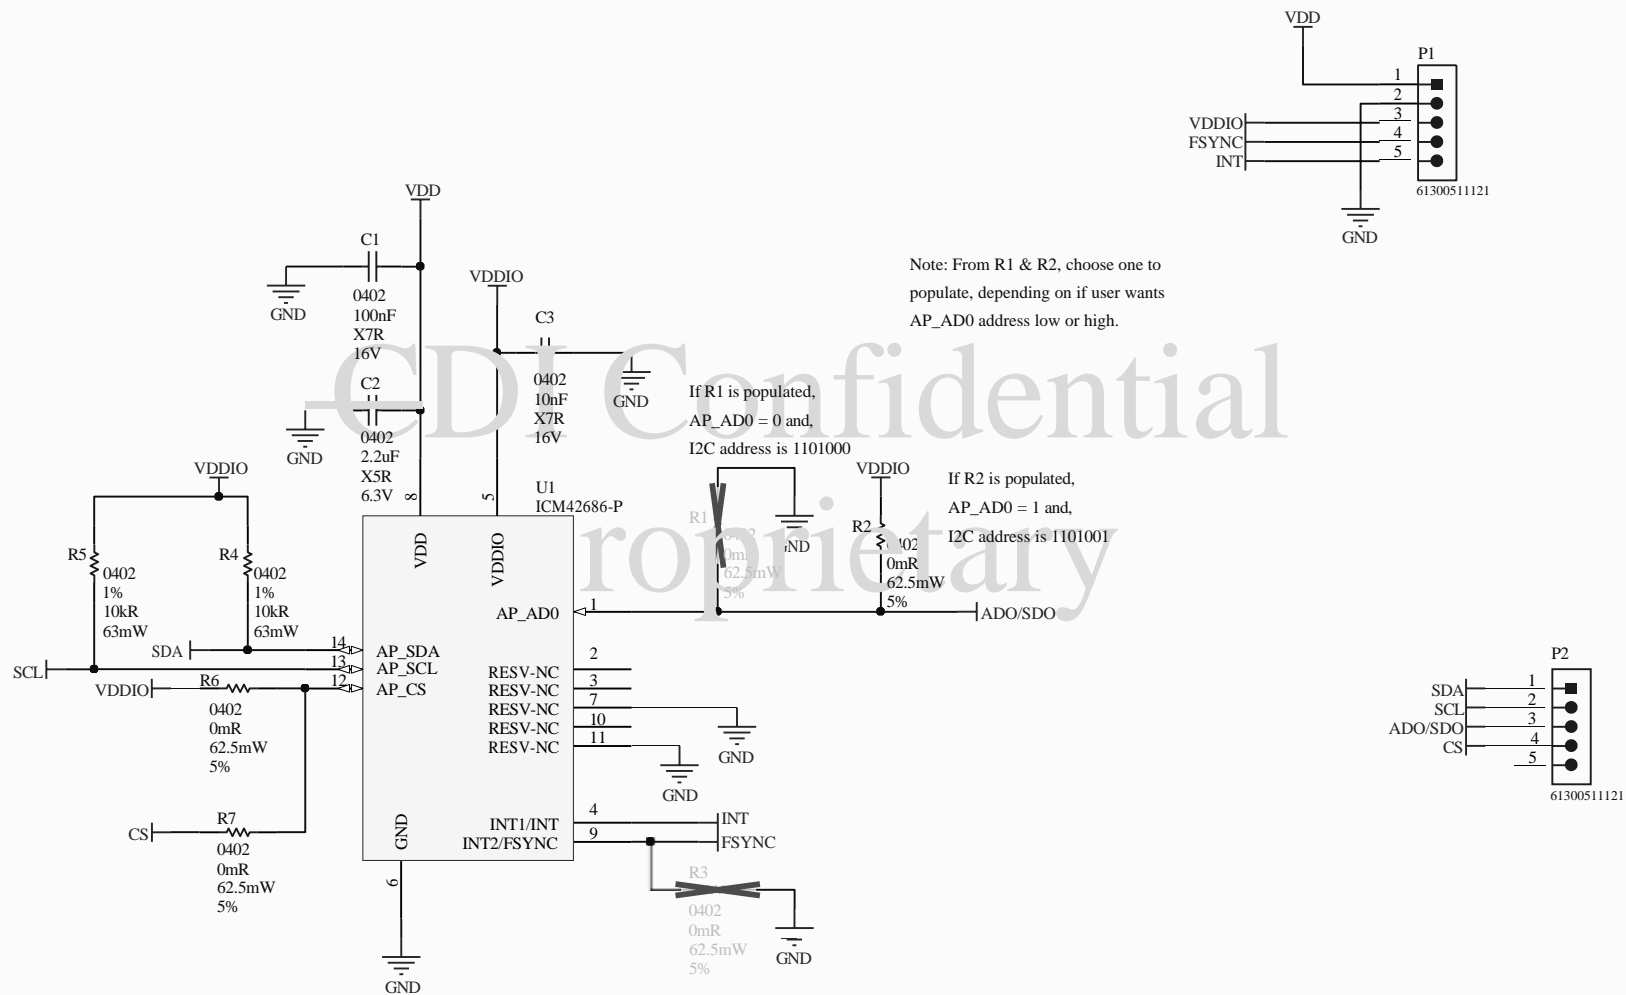 VDD
P1
1
2
3
4
5
VDDIO
FSYNC
INT
61300511121
GND
VDD
C1
0402
100nF
X7R
16V
GND
VDDIO
C3
0402
10nF
X7R
16V
GND
C2
0402
2.2uF
X5R
6.3V
GND
Note: From R1 & R2, choose one to
populate, depending on if user wants
AP_AD0 address low or high.
CDI Confidential
roprietary
If R1 is populated,
AP_AD0 = 0 and,
I2C address is 1101000
If R2 is populated,
AP_AD0 = 1 and,
I2C address is 1101001
VDDIO
R5
0402
1%
10kR
63mW
R4
0402
1%
10kR
63mW
U1
ICM42686-P
8
5
VDD
VDDIO
R1
0402
0mR
62.5mW
5%
GND
VDDIO
R2
0402
0mR
62.5mW
5%
AP_AD0
1
ADO/SDO
SDA
14
AP_SDA
SCL
13
AP_SCL
VDDIO
R6
12
AP_CS
0402
0mR
62.5mW
5%
RESV-NC
2
RESV-NC
3
RESV-NC
7
RESV-NC
10
RESV-NC
11
GND
GND
CS
R7
0402
0mR
62.5mW
5%
GND
6
GND
INT1/INT
4
INT
INT2/FSYNC
9
FSYNC
R3
0402
0mR
62.5mW
5%
GND
P2
SDA
1
SCL
2
ADO/SDO
3
CS
4
5
61300511121